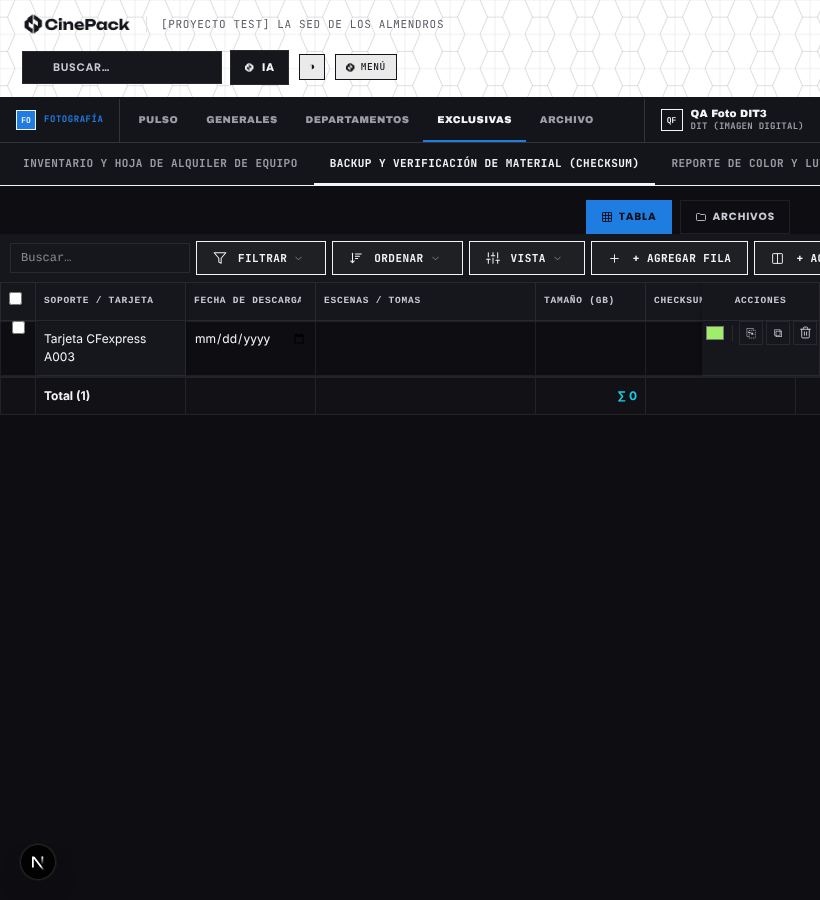 CinePack
[PROYECTO TEST] LA SED DE LOS ALMENDROS
BUSCAR…
IA
MENÚ
FO
FOTOGRAFÍA
PULSO
GENERALES
DEPARTAMENTOS
EXCLUSIVAS
ARCHIVO
QF
QA Foto DIT3
DIT (IMAGEN DIGITAL)
INVENTARIO Y HOJA DE ALQUILER DE EQUIPO
BACKUP Y VERIFICACIÓN DE MATERIAL (CHECKSUM)
REPORTE DE COLOR Y LU
TABLA
ARCHIVOS
Buscar…
FILTRAR
ORDENAR
VISTA
+ AGREGAR FILA
+ A
SOPORTE / TARJETA
FECHA DE DESCARGA
ESCENAS / TOMAS
TAMAÑO (GB)
CHECKSUM
ACCIONES
Tarjeta CFexpress
A003
mm/dd/yyyy
Total (1)
∑ 0
N